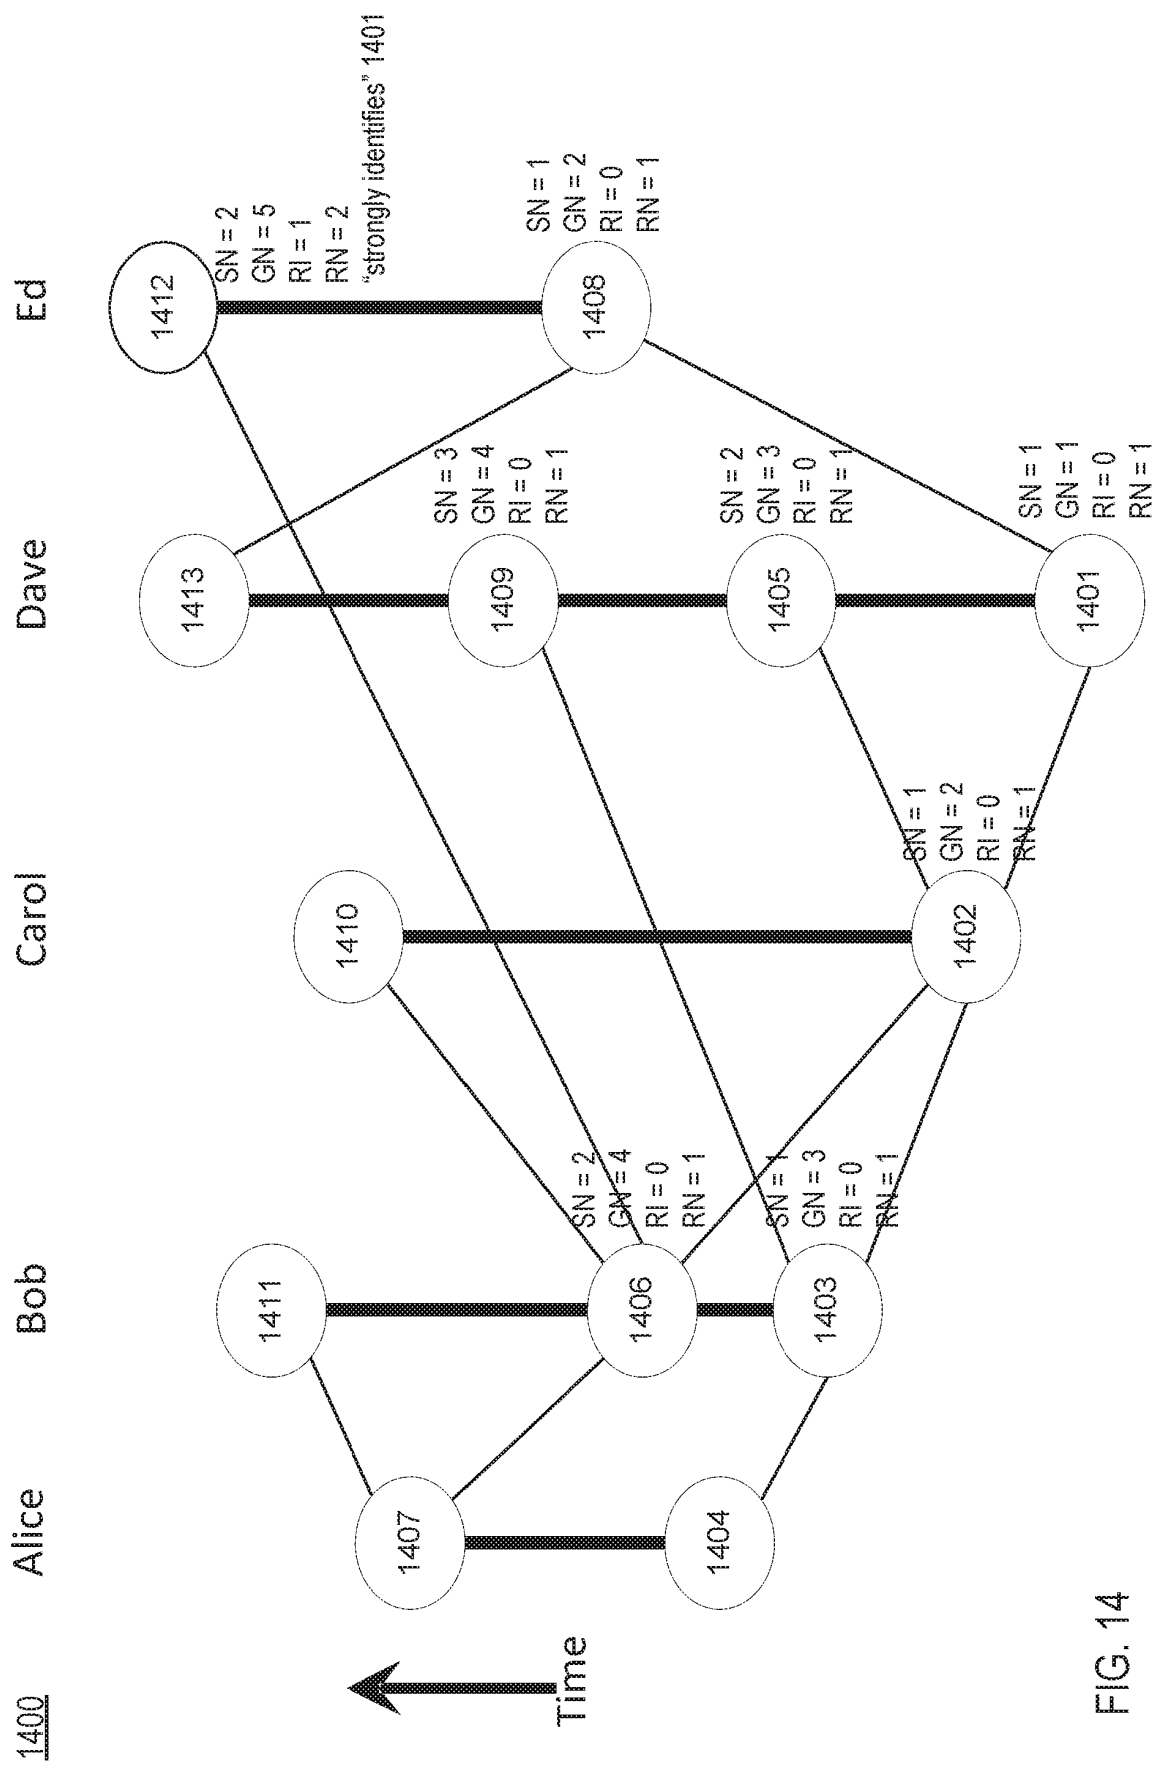 1400
Alice
Bob
Carol
Dave
Ed
Time
1412
SN = 2
GN = 5
RI = 1
RN = 2
"strongly identifies" 1401
1413
1411
1410
1407
1409
SN = 3
GN = 4
RI = 0
RN = 1
1408
SN = 1
GN = 2
RI = 0
RN = 1
1406
SN = 2
GN = 4
RI = 0
RN = 1
1404
1405
SN = 2
GN = 3
RI = 0
RN = 1
1403
SN = 1
GN = 3
RI = 0
RN = 1
1402
SN = 1
GN = 2
RI = 0
RN = 1
1401
SN = 1
GN = 1
RI = 0
RN = 1
FIG. 14